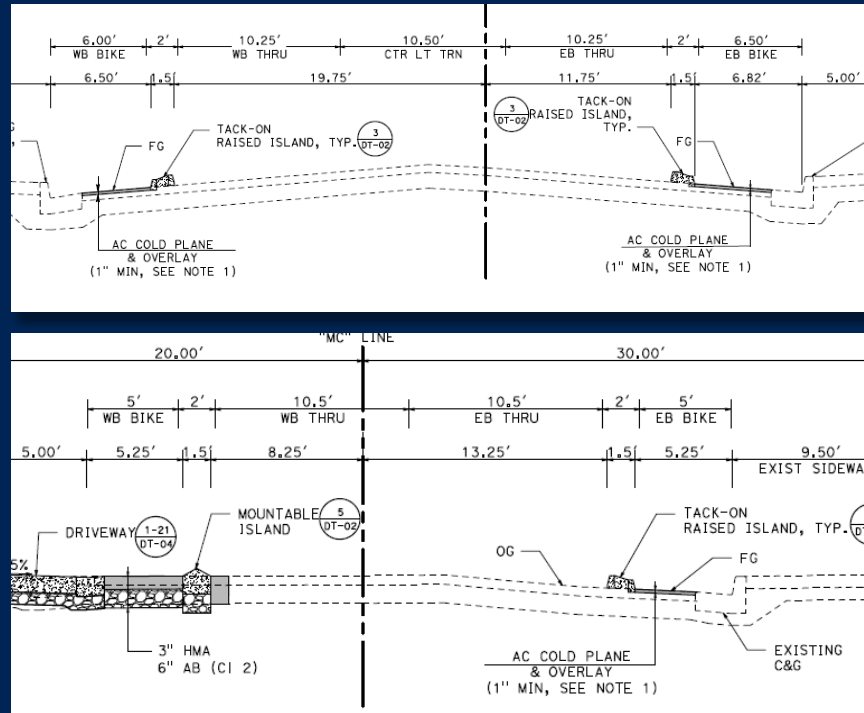 6.00' 2' 10.25' 10.50' 10.25' 2' 6.50'
WB BIKE WB THRU CTR LT TRN EB THRU EB BIKE
6.50' 1.5' 19.75' 11.75' 1.5' 6.82' 5.00'
FG
TACK-ON
RAISED ISLAND, TYP.
3
DT-02
3
DT-02
TACK-ON
RAISED ISLAND,
TYP.
FG
AC COLD PLANE
& OVERLAY
(1" MIN, SEE NOTE 1)
AC COLD PLANE
& OVERLAY
(1" MIN, SEE NOTE 1)
"MC" LINE
20.00' 30.00'
5' 2' 10.5' 10.5' 2' 5'
WB BIKE WB THRU EB THRU EB BIKE
5.00' 5.25' 1.5' 8.25' 13.25' 1.5' 5.25' 9.50'
EXIST SIDEWA
DRIVEWAY
1-21
DT-04
MOUNTABLE
ISLAND
5
DT-02
OG
TACK-ON
RAISED ISLAND, TYP.
FG
5%
3" HMA
6" AB (Cl 2)
AC COLD PLANE
& OVERLAY
(1" MIN, SEE NOTE 1)
EXISTING
C&G